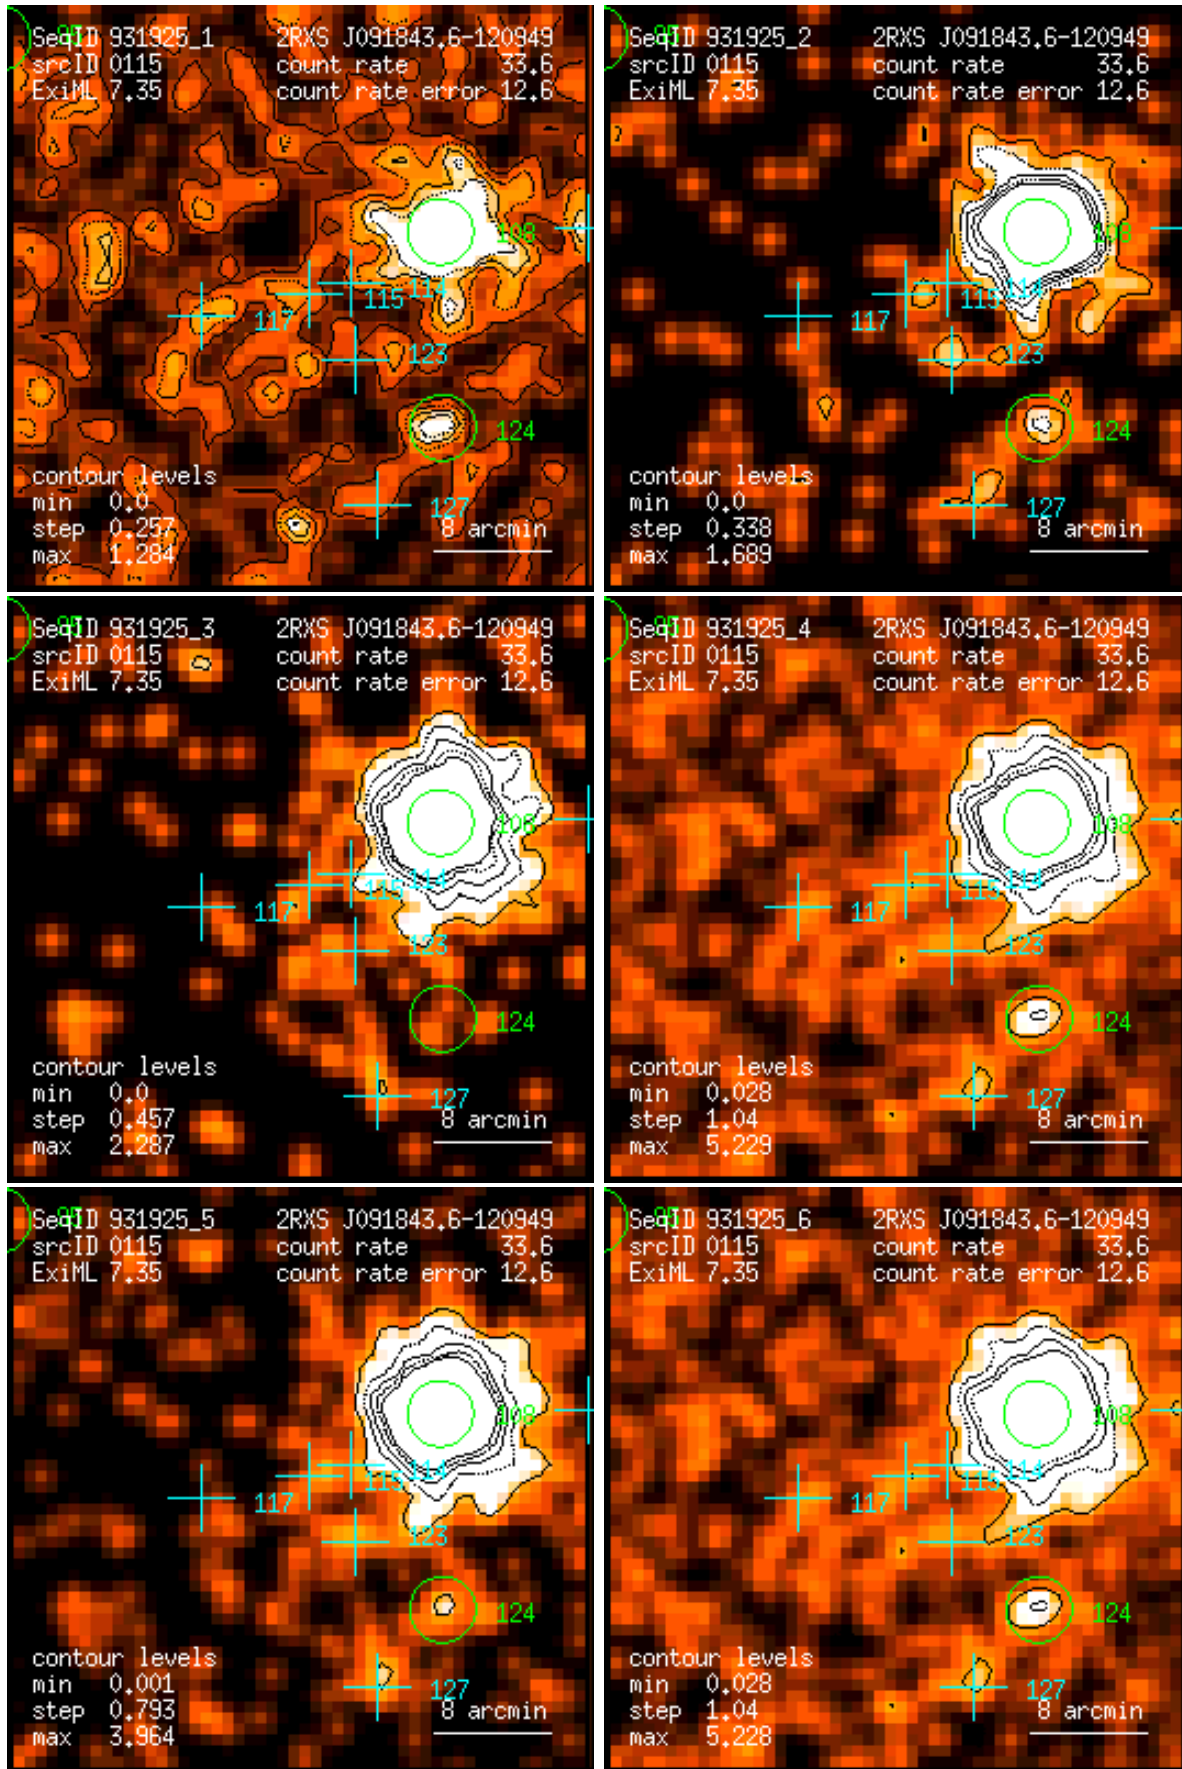 SeqID 931925_1 2RXS J091843.6-120949
95
srcID 0115 count rate 33.6
ExiML 7.35 count rate error 12.6
108
114
115
117
123
124
contour levels
min 0.0
127
step 0.257 8 arcmin
max 1.284
SeqID 931925_2 2RXS J091843.6-120949
95
srcID 0115 count rate 33.6
ExiML 7.35 count rate error 12.6
108
114
115
117
123
124
contour levels
min 0.0
127
step 0.338 8 arcmin
max 1.689
SeqID 931925_3 2RXS J091843.6-120949
95
srcID 0115 count rate 33.6
ExiML 7.35 count rate error 12.6
108
114
115
117
123
124
contour levels
min 0.0
127
step 0.457 8 arcmin
max 2.287
SeqID 931925_4 2RXS J091843.6-120949
95
srcID 0115 count rate 33.6
ExiML 7.35 count rate error 12.6
108
114
115
117
123
124
contour levels
min 0.028
127
step 1.04 8 arcmin
max 5.229
SeqID 931925_5 2RXS J091843.6-120949
95
srcID 0115 count rate 33.6
ExiML 7.35 count rate error 12.6
108
114
115
117
123
124
contour levels
min 0.001
127
step 0.793 8 arcmin
max 3.964
SeqID 931925_6 2RXS J091843.6-120949
95
srcID 0115 count rate 33.6
ExiML 7.35 count rate error 12.6
108
114
115
117
123
124
contour levels
min 0.028
127
step 1.04 8 arcmin
max 5.228